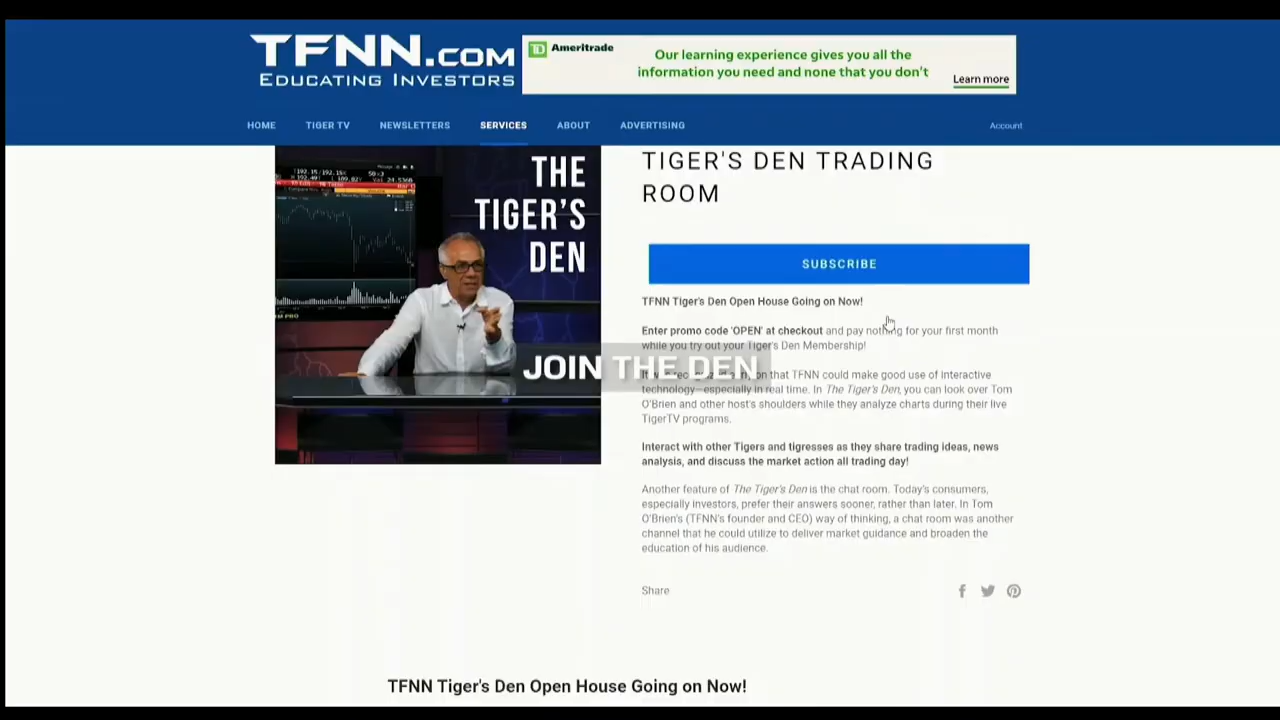 TFNN.COM
EDUCATING INVESTORS
TD Ameritrade
Our learning experience gives you all the
information you need and none that you don't
Learn more
HOME
TIGER TV
NEWSLETTERS
SERVICES
ABOUT
ADVERTISING
Account
THE
TIGER'S
DEN
TIGER'S DEN TRADING
ROOM
SUBSCRIBE
TFNN Tiger's Den Open House Going on Now!
Enter promo code 'OPEN' at checkout and pay nothing for your first month
while you try out your Tiger's Den Membership!
JOIN THE DEN
that TFNN could make good use of interactive
technology—especially in real time. In The Tiger's Den, you can look over Tom
O'Brien and other host's shoulders while they analyze charts during their live
TigerTV programs.
Interact with other Tigers and tigresses as they share trading ideas, news
analysis, and discuss the market action all trading day!
Another feature of The Tiger's Den is the chat room. Today's consumers,
especially investors, prefer their answers sooner, rather than later. In Tom
O'Brien's (TFNN's founder and CEO) way of thinking, a chat room was another
channel that he could utilize to deliver market guidance and broaden the
education of his audience.
Share
TFNN Tiger's Den Open House Going on Now!